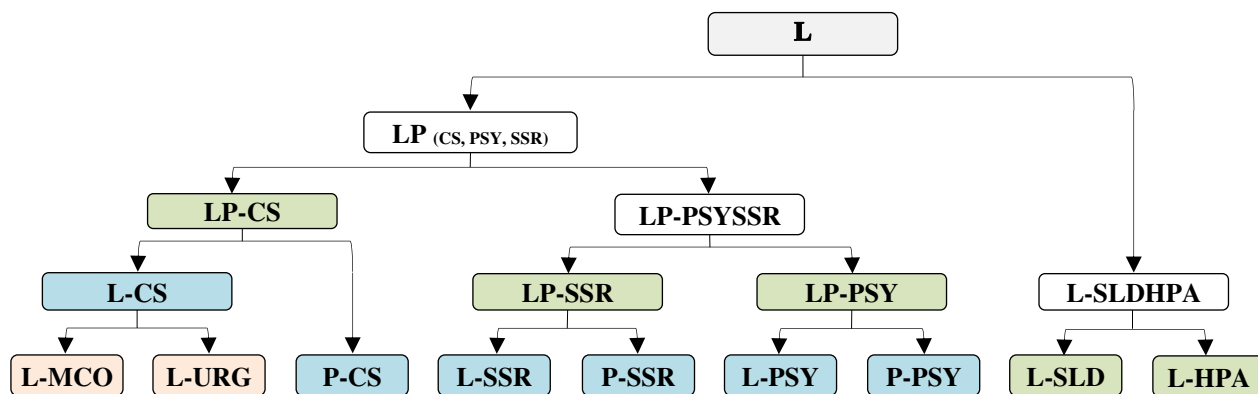 L
LP (CS, PSY, SSR)
LP-CS
LP-PSYSSR
L-CS
LP-SSR
LP-PSY
L-SLDHPA
L-MCO
L-URG
P-CS
L-SSR
P-SSR
L-PSY
P-PSY
L-SLD
L-HPA